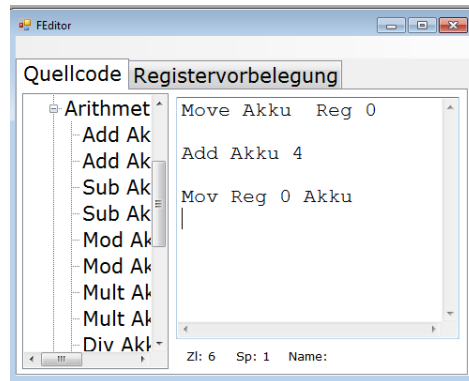 FEditor
Quellcode Registervorbelegung
Arithmet
Add Ak
Add Ak
Sub Ak
Sub Ak
Mod Ak
Mod Ak
Mult Ak
Mult Ak
Div Akk
Move Akku  Reg 0
Add Akku 4
Mov Reg 0 Akku
Zl: 6 Sp: 1 Name: